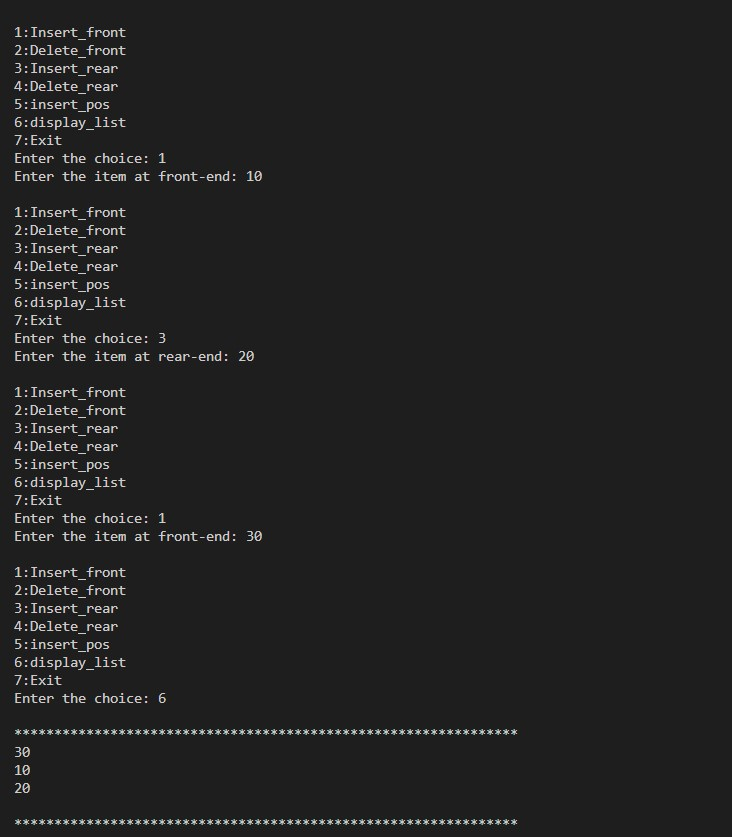 1:Insert_front
2:Delete_front
3:Insert_rear
4:Delete_rear
5:insert_pos
6:display_list
7:Exit
Enter the choice: 1
Enter the item at front-end: 10
1:Insert_front
2:Delete_front
3:Insert_rear
4:Delete_rear
5:insert_pos
6:display_list
7:Exit
Enter the choice: 3
Enter the item at rear-end: 20
1:Insert_front
2:Delete_front
3:Insert_rear
4:Delete_rear
5:insert_pos
6:display_list
7:Exit
Enter the choice: 1
Enter the item at front-end: 30
1:Insert_front
2:Delete_front
3:Insert_rear
4:Delete_rear
5:insert_pos
6:display_list
7:Exit
Enter the choice: 6
***************************************************************
30
10
20
***************************************************************